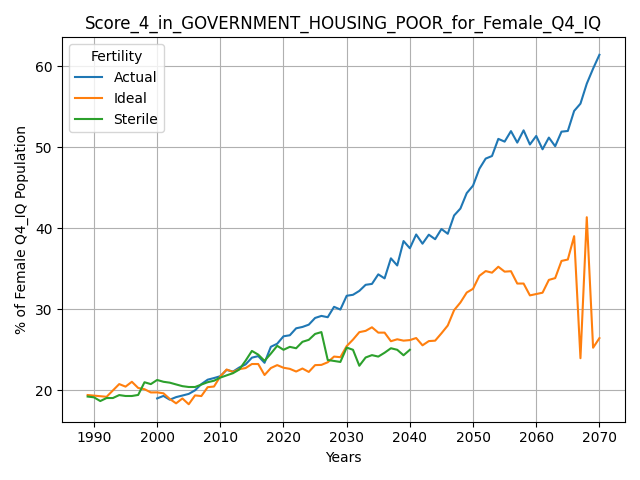 Score_4_in_GOVERNMENT_HOUSING_POOR_for_Female_Q4_IQ
Fertility
Actual
Ideal
Sterile
% of Female Q4_IQ Population
60
50
40
30
20
1990 2000 2010 2020 2030 2040 2050 2060 2070
Years